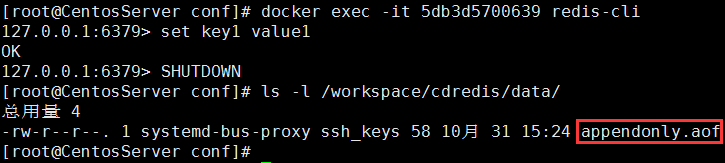 [root@CentosServer conf]# docker exec -it 5db3d5700639 redis-cli
127.0.0.1:6379> set key1 value1
OK
127.0.0.1:6379> SHUTDOWN
[root@CentosServer conf]# ls -l /workspace/cdredis/data/
总用量 4
-rw-r--r--. 1 systemd-bus-proxy ssh_keys 58 10月 31 15:24 appendonly.aof
[root@CentosServer conf]#